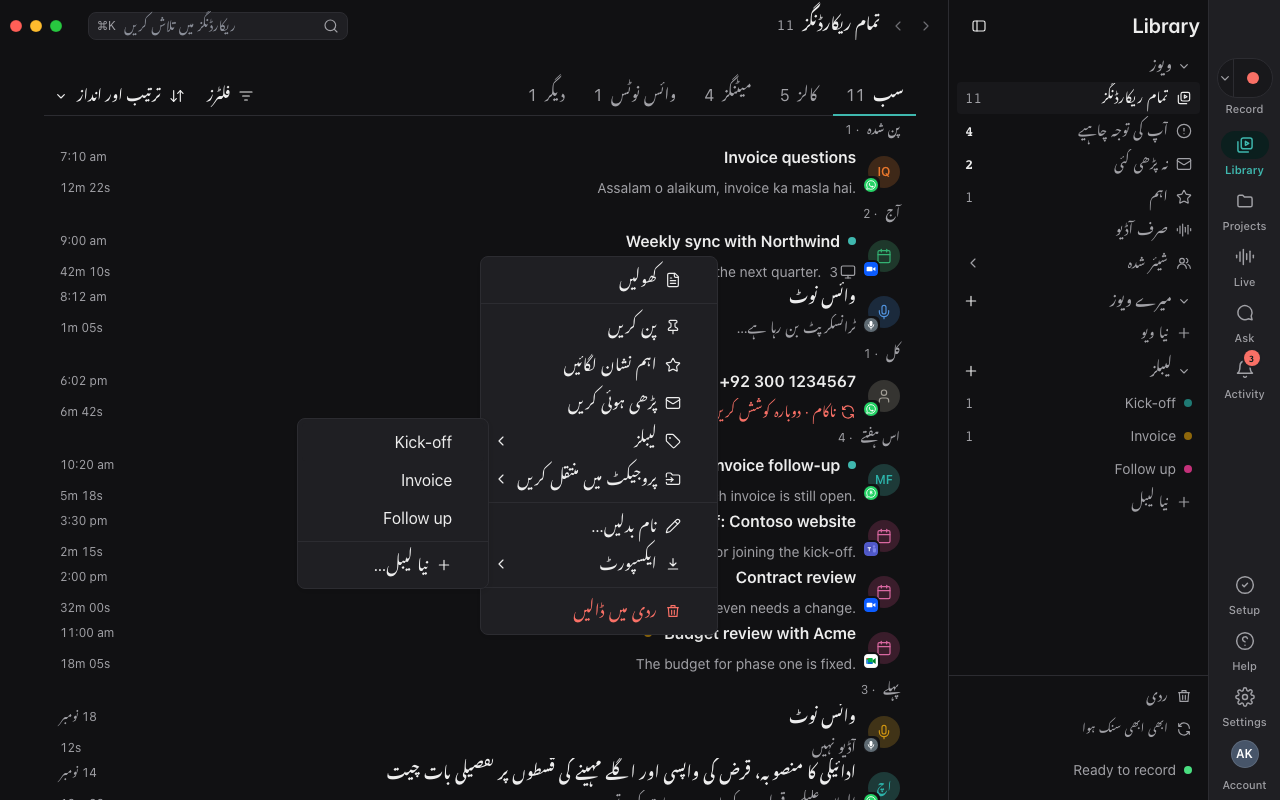 Library
Record
Library
Projects
Live
Ask
3
Activity
Setup
Help
Settings
AK
Account
ویوز
تمام ریکارڈنگز 11
آپ کی توجہ چاہیے 4
نہ پڑھی گئی 2
اہم 1
صرف آڈیو
شیئر شدہ
میرے ویوز
نیا ویو
لیبلز
Kick-off 1
Invoice 1
Follow up
نیا لیبل
ردی
ابھی ابھی سنک ہوا
Ready to record
تمام ریکارڈنگز 11
ریکارڈنگز میں تلاش کریں ⌘K
سب 11
کالز 5
میٹنگز 4
وائس نوٹس 1
دیگر 1
فلٹرز
ترتیب اور انداز
پن شدہ · 1
IQ
Invoice questions
7:10 am
Assalam o alaikum, invoice ka masla hai.
12m 22s
آج · 2
Weekly sync with Northwind
9:00 am
the next quarter. 3
42m 10s
وائس نوٹ
8:12 am
ٹرانسکرپٹ بن رہا ہے...
1m 05s
کل · 1
+92 300 1234567
6:02 pm
ناکام · دوبارہ کوشش کریں
6m 42s
اس ہفتے · 4
MF
nvoice follow-up
10:20 am
h invoice is still open.
5m 18s
f: Contoso website
3:30 pm
or joining the kick-off.
2m 15s
Contract review
2:00 pm
even needs a change.
32m 00s
Budget review with Acme
11:00 am
The budget for phase one is fixed.
18m 05s
پہلے · 3
وائس نوٹ
18 نومبر
آڈیو نہیں
12s
اچ
ادائیگی کا منصوبہ، قرض کی واپسی اور اگلے مہینے کی قسطوں پر تفصیلی بات چیت
14 نومبر
کھولیں
پن کریں
اہم نشان لگائیں
پڑھی ہوئی کریں
لیبلز
پروجیکٹ میں منتقل کریں
نام بدلیں...
ایکسپورٹ
ردی میں ڈالیں
Kick-off
Invoice
Follow up
نیا لیبل...